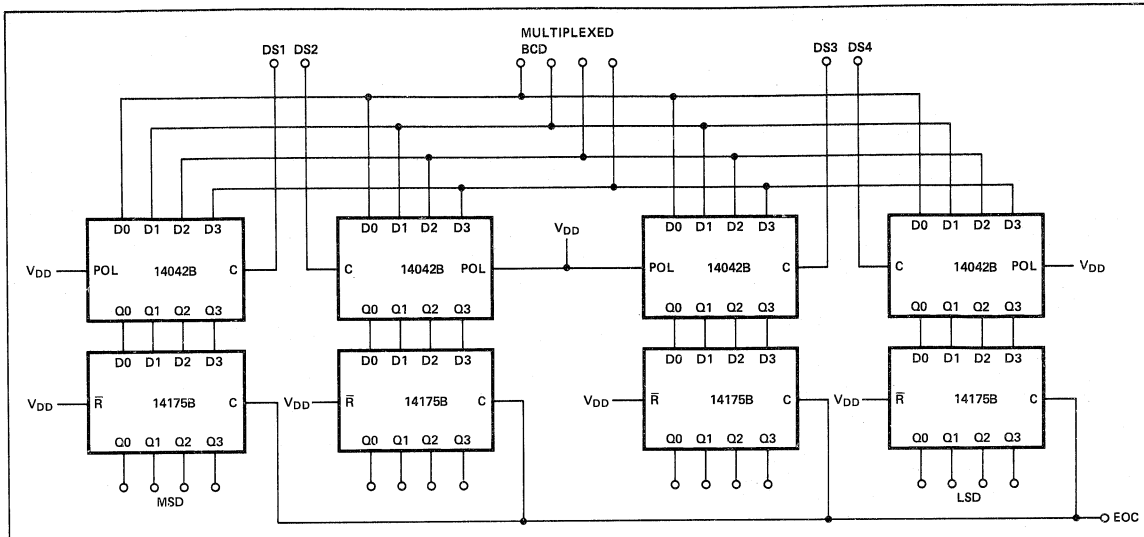 MULTIPLEXED
DS1 DS2 BCD DS3 DS4
D0 D1 D2 D3 D0 D1 D2 D3 D0 D1 D2 D3 D0 D1 D2 D3
VDD
VDD POL 14042B C C 14042B POL POL 14042B C C 14042B POL VDD
Q0 Q1 Q2 Q3 Q0 Q1 Q2 Q3 Q0 Q1 Q2 Q3 Q0 Q1 Q2 Q3
D0 D1 D2 D3 D0 D1 D2 D3 D0 D1 D2 D3 D0 D1 D2 D3
VDD R̅ 14175B C VDD R̅ 14175B C VDD R̅ 14175B C VDD R̅ 14175B C
Q0 Q1 Q2 Q3 Q0 Q1 Q2 Q3 Q0 Q1 Q2 Q3 Q0 Q1 Q2 Q3
MSD LSD
EOC